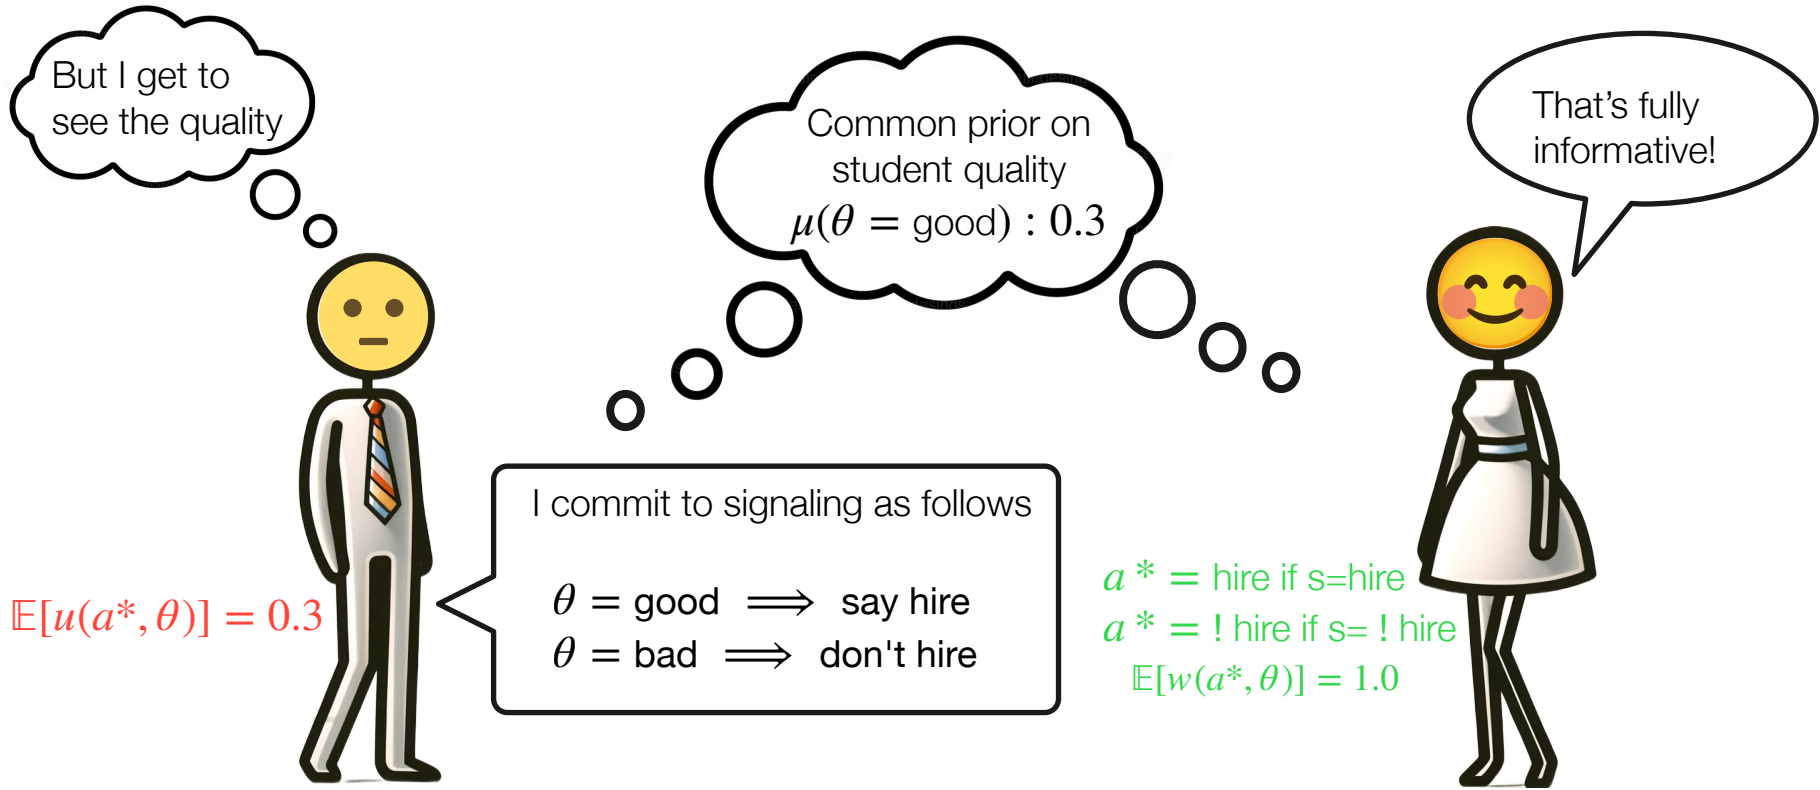 But I get to
see the quality
Common prior on
student quality
μ(θ = good) : 0.3
That’s fully
informative!
I commit to signaling as follows
θ = good ⟹ say hire
θ = bad ⟹ don't hire
𝔼[u(a*, θ)] = 0.3
a * = hire if s=hire
a * = ! hire if s= ! hire
𝔼[w(a*, θ)] = 1.0